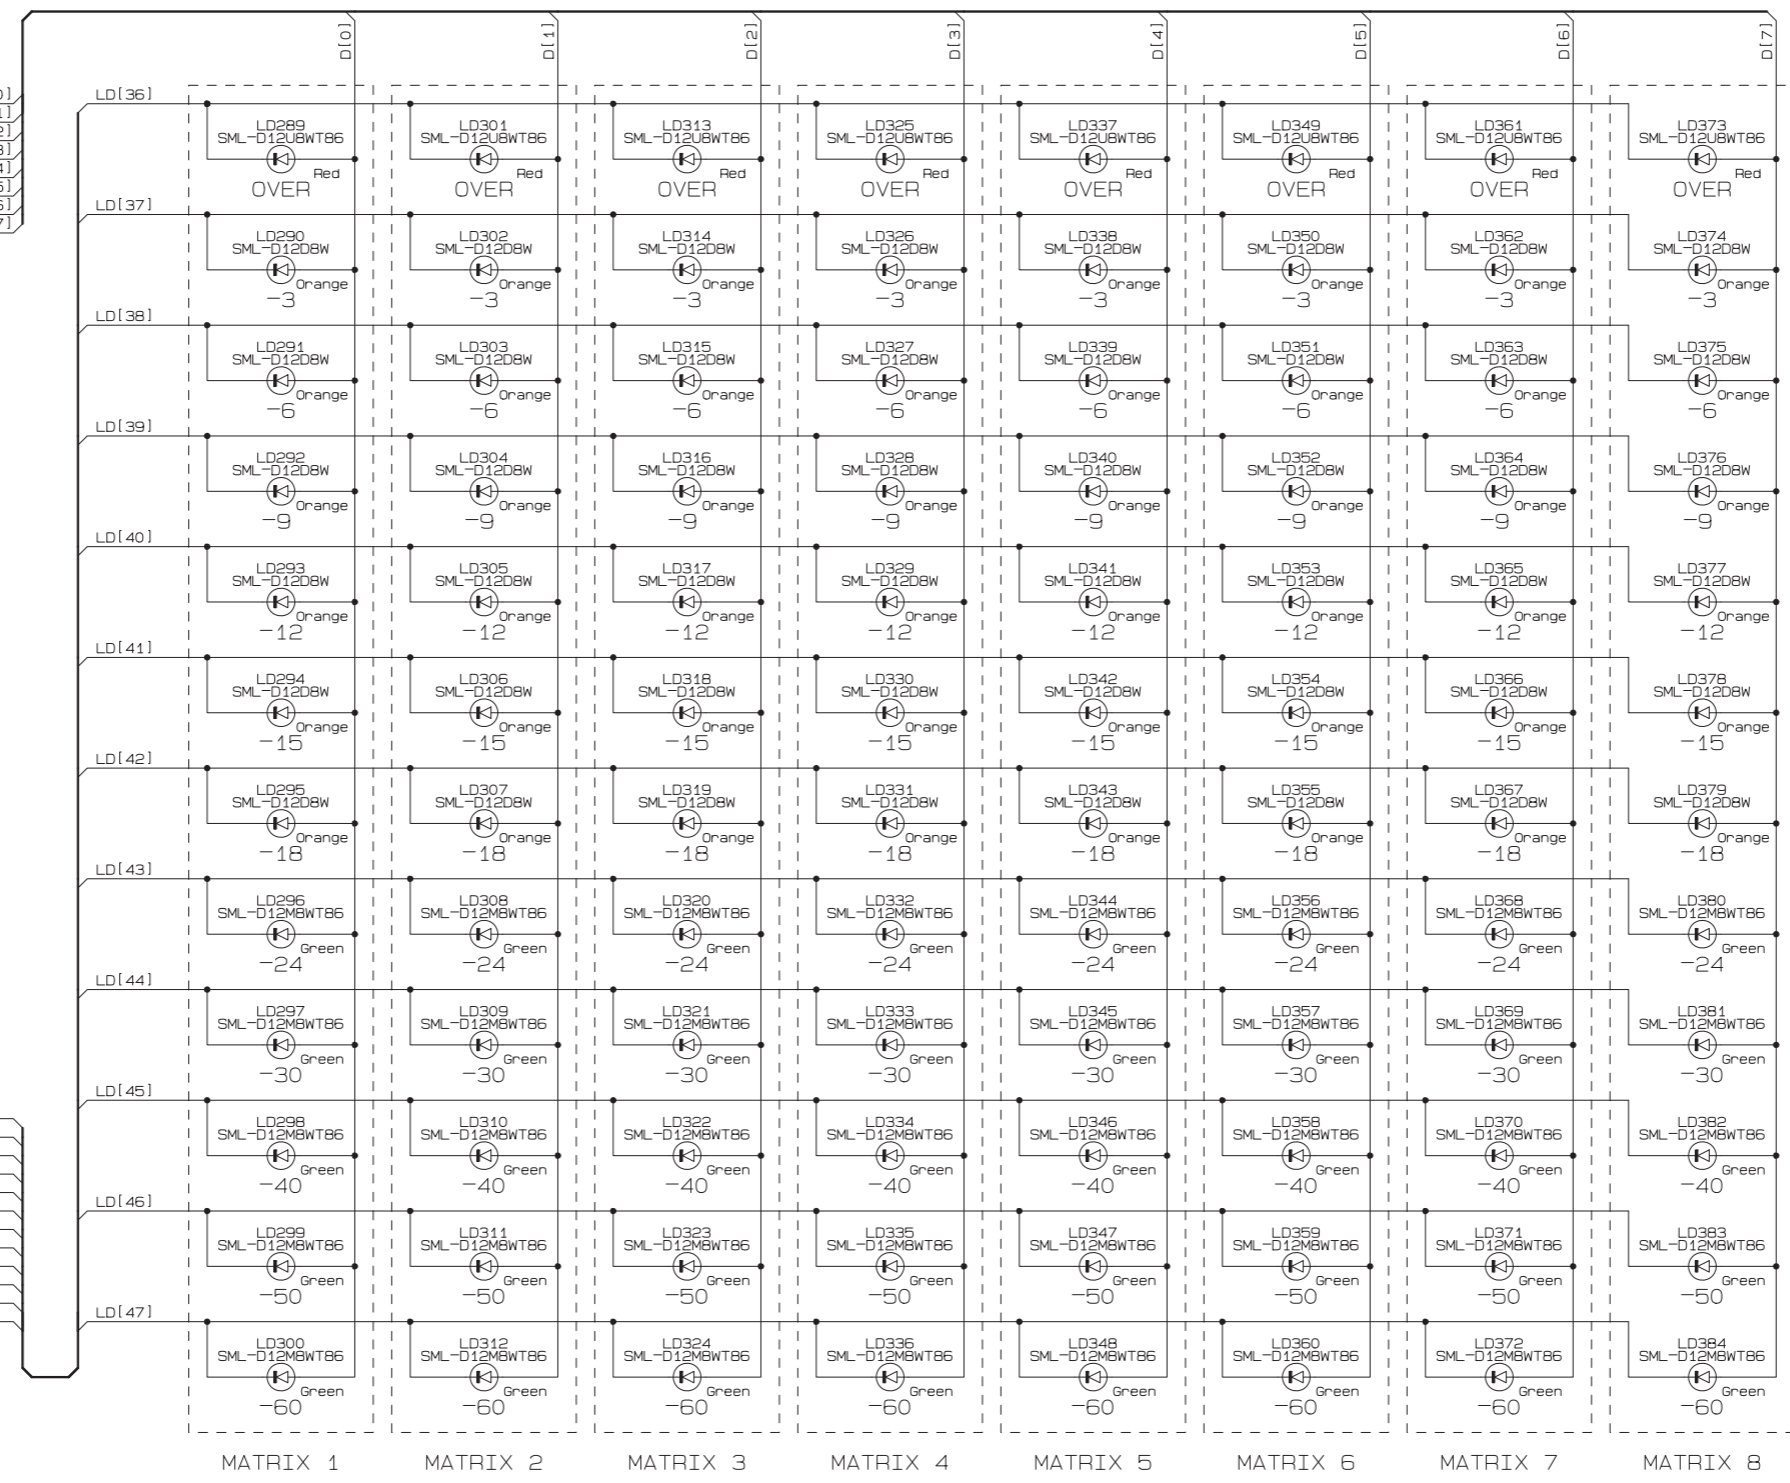 D[0] D[1] D[2] D[3] D[4] D[5] D[6] D[7]
0]
1]
2]
3]
4]
5]
6]
7]
LD[36]
LD289 LD301 LD313 LD325 LD337 LD349 LD361 LD373
SML-D12U8WT86 SML-D12U8WT86 SML-D12U8WT86 SML-D12U8WT86 SML-D12U8WT86 SML-D12U8WT86 SML-D12U8WT86 SML-D12U8WT86
Red Red Red Red Red Red Red Red
OVER OVER OVER OVER OVER OVER OVER OVER
LD[37]
LD290 LD302 LD314 LD326 LD338 LD350 LD362 LD374
SML-D12D8W SML-D12D8W SML-D12D8W SML-D12D8W SML-D12D8W SML-D12D8W SML-D12D8W SML-D12D8W
Orange Orange Orange Orange Orange Orange Orange Orange
-3 -3 -3 -3 -3 -3 -3 -3
LD[38]
LD291 LD303 LD315 LD327 LD339 LD351 LD363 LD375
SML-D12D8W SML-D12D8W SML-D12D8W SML-D12D8W SML-D12D8W SML-D12D8W SML-D12D8W SML-D12D8W
Orange Orange Orange Orange Orange Orange Orange Orange
-6 -6 -6 -6 -6 -6 -6 -6
LD[39]
LD292 LD304 LD316 LD328 LD340 LD352 LD364 LD376
SML-D12D8W SML-D12D8W SML-D12D8W SML-D12D8W SML-D12D8W SML-D12D8W SML-D12D8W SML-D12D8W
Orange Orange Orange Orange Orange Orange Orange Orange
-9 -9 -9 -9 -9 -9 -9 -9
LD[40]
LD293 LD305 LD317 LD329 LD341 LD353 LD365 LD377
SML-D12D8W SML-D12D8W SML-D12D8W SML-D12D8W SML-D12D8W SML-D12D8W SML-D12D8W SML-D12D8W
Orange Orange Orange Orange Orange Orange Orange Orange
-12 -12 -12 -12 -12 -12 -12 -12
LD[41]
LD294 LD306 LD318 LD330 LD342 LD354 LD366 LD378
SML-D12D8W SML-D12D8W SML-D12D8W SML-D12D8W SML-D12D8W SML-D12D8W SML-D12D8W SML-D12D8W
Orange Orange Orange Orange Orange Orange Orange Orange
-15 -15 -15 -15 -15 -15 -15 -15
LD[42]
LD295 LD307 LD319 LD331 LD343 LD355 LD367 LD379
SML-D12D8W SML-D12D8W SML-D12D8W SML-D12D8W SML-D12D8W SML-D12D8W SML-D12D8W SML-D12D8W
Orange Orange Orange Orange Orange Orange Orange Orange
-18 -18 -18 -18 -18 -18 -18 -18
LD[43]
LD296 LD308 LD320 LD332 LD344 LD356 LD368 LD380
SML-D12M8WT86 SML-D12M8WT86 SML-D12M8WT86 SML-D12M8WT86 SML-D12M8WT86 SML-D12M8WT86 SML-D12M8WT86 SML-D12M8WT86
Green Green Green Green Green Green Green Green
-24 -24 -24 -24 -24 -24 -24 -24
LD[44]
LD297 LD309 LD321 LD333 LD345 LD357 LD369 LD381
SML-D12M8WT86 SML-D12M8WT86 SML-D12M8WT86 SML-D12M8WT86 SML-D12M8WT86 SML-D12M8WT86 SML-D12M8WT86 SML-D12M8WT86
Green Green Green Green Green Green Green Green
-30 -30 -30 -30 -30 -30 -30 -30
LD[45]
LD298 LD310 LD322 LD334 LD346 LD358 LD370 LD382
SML-D12M8WT86 SML-D12M8WT86 SML-D12M8WT86 SML-D12M8WT86 SML-D12M8WT86 SML-D12M8WT86 SML-D12M8WT86 SML-D12M8WT86
Green Green Green Green Green Green Green Green
-40 -40 -40 -40 -40 -40 -40 -40
LD[46]
LD299 LD311 LD323 LD335 LD347 LD359 LD371 LD383
SML-D12M8WT86 SML-D12M8WT86 SML-D12M8WT86 SML-D12M8WT86 SML-D12M8WT86 SML-D12M8WT86 SML-D12M8WT86 SML-D12M8WT86
Green Green Green Green Green Green Green Green
-50 -50 -50 -50 -50 -50 -50 -50
LD[47]
LD300 LD312 LD324 LD336 LD348 LD360 LD372 LD384
SML-D12M8WT86 SML-D12M8WT86 SML-D12M8WT86 SML-D12M8WT86 SML-D12M8WT86 SML-D12M8WT86 SML-D12M8WT86 SML-D12M8WT86
Green Green Green Green Green Green Green Green
-60 -60 -60 -60 -60 -60 -60 -60
MATRIX 1 MATRIX 2 MATRIX 3 MATRIX 4 MATRIX 5 MATRIX 6 MATRIX 7 MATRIX 8